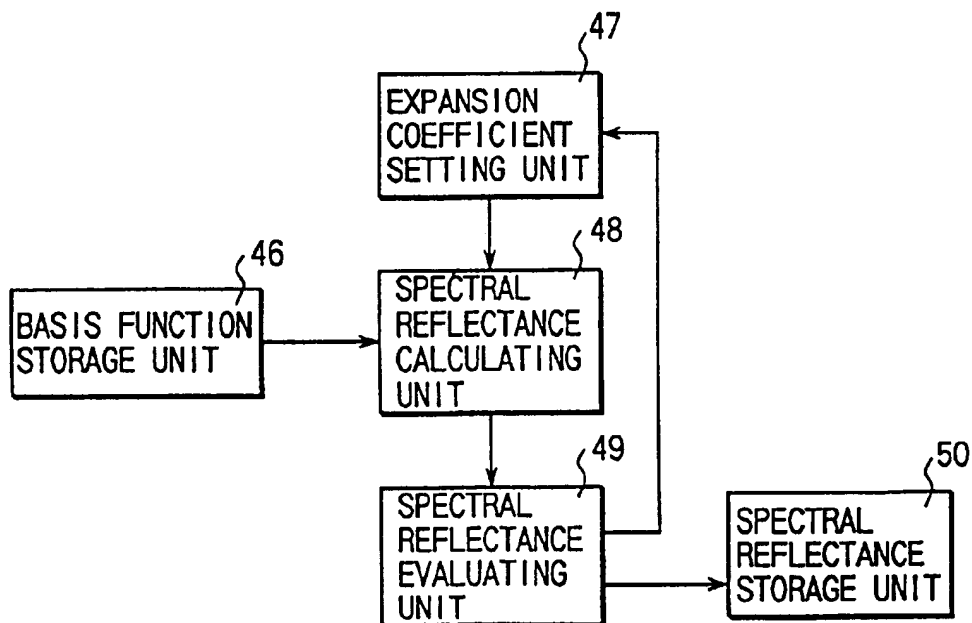 47
EXPANSION
COEFFICIENT
SETTING UNIT
48
SPECTRAL
REFLECTANCE
CALCULATING
UNIT
46
BASIS FUNCTION
STORAGE UNIT
49
SPECTRAL
REFLECTANCE
EVALUATING
UNIT
50
SPECTRAL
REFLECTANCE
STORAGE UNIT